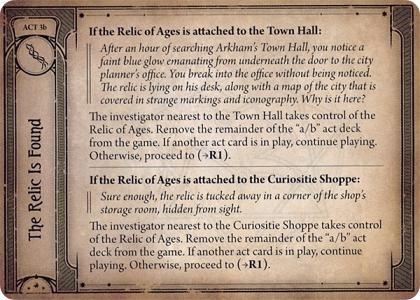 ACT 3b
The Relic Is Found
If the Relic of Ages is attached to the Town Hall:
After an hour of searching Arkham's Town Hall, you notice a
faint blue glow emanating from underneath the door to the city
planner's office. You break into the office without being noticed.
The relic is lying on his desk, along with a map of the city that is
covered in strange markings and iconography. Why is it here?
The investigator nearest to the Town Hall takes control of the
Relic of Ages. Remove the remainder of the “a/b” act deck
from the game. If another act card is in play, continue playing.
Otherwise, proceed to (→R1).
If the Relic of Ages is attached to the Curiositie Shoppe:
Sure enough, the relic is tucked away in a corner of the shop's
storage room, hidden from sight.
The investigator nearest to the Curiositie Shoppe takes control
of the Relic of Ages. Remove the remainder of the “a/b” act
deck from the game. If another act card is in play, continue
playing. Otherwise, proceed to (→R1).